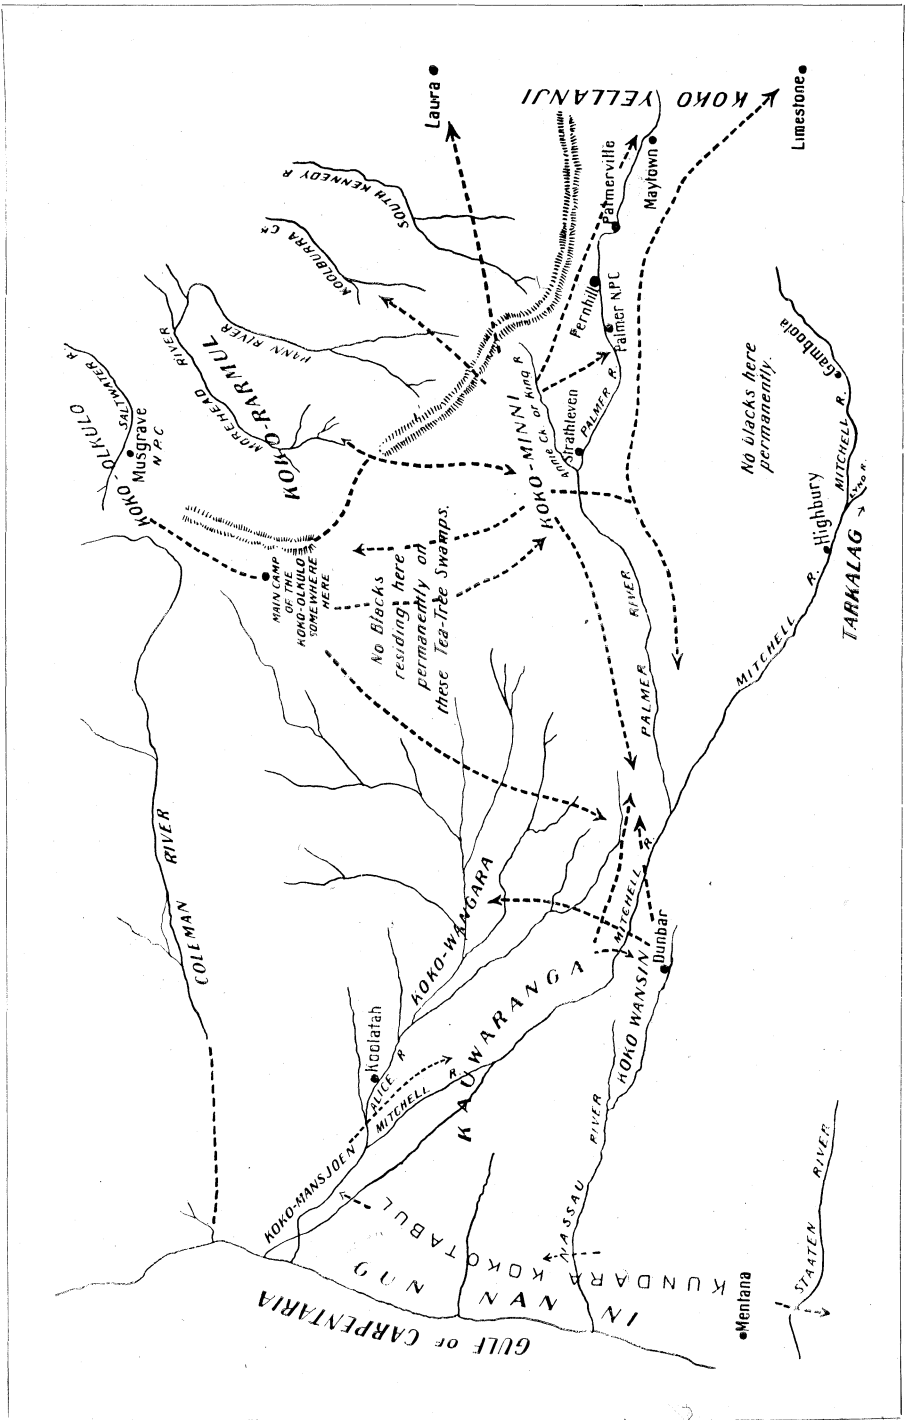 GULF OF CARPENTARIA
COLEMAN RIVER
KOKO OLKULO
SALTWATER R
Musgrave
N.P.C
MAIN CAMP
OF THE
KOKO-OLKULO
SOMEWHERE
HERE
MOREHEAD RIVER
KOKO-RARMUL
HANN RIVER
KOOLBURRA CK
SOUTH KENNEDY R
Laura
KOKO YELLANJI
Limestone
No Blacks
residing here
permanently on
these Tea-Tree Swamps.
KOKO-MINNI
Annie Ck. or King R
Strathleven
PALMER R.
Palmer N.P.C
Fernhill
Palmerville
Maytown
PALMER RIVER
No blacks here
permanently.
Gamboola
MITCHELL R.
LYND R.
Highbury
TARKALAG
MITCHELL R.
MITCHELL R.
Dunbar
KOKO WANSIN
KOKO-WANGARA
KAUWARANGA
Koolatah
ALICE R
MITCHELL R.
KOKO-MANSJOEN
KUNDARA KOKOTABUL
NASSAU RIVER
STAATEN RIVER
Mentana